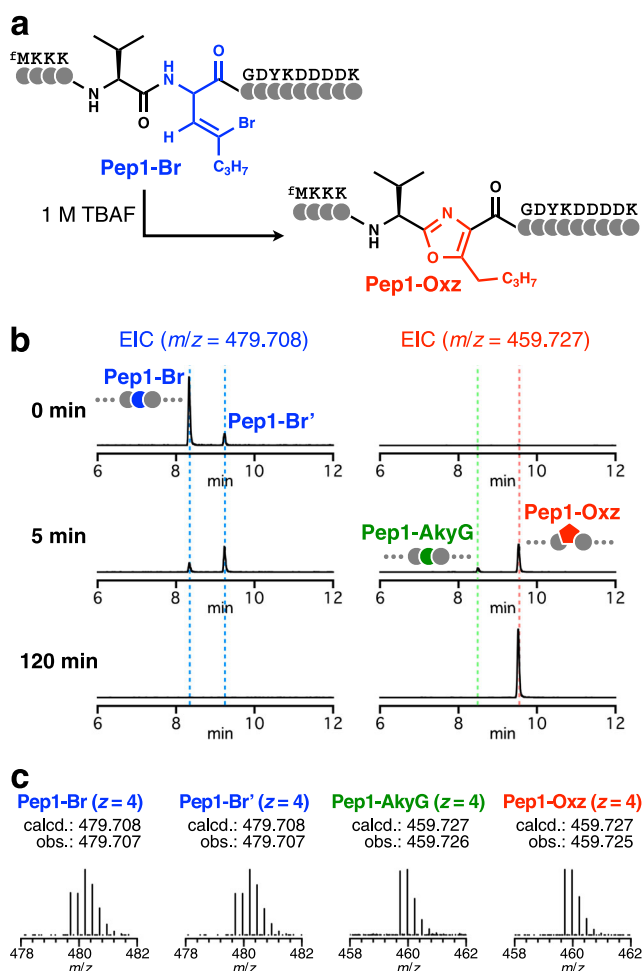 a
fMKKK
N
H
O
H
N
O
H
Br
C3H7
GDYKDDDDK
Pep1-Br
1 M TBAF
fMKKK
N
H
N
O
O
C3H7
GDYKDDDDK
Pep1-Oxz
b
EIC (m/z = 479.708)
EIC (m/z = 459.727)
0 min
Pep1-Br
Pep1-Br'
6 8 10 12
min
6 8 10 12
min
5 min
Pep1-AkyG
Pep1-Oxz
6 8 10 12
min
6 8 10 12
min
120 min
6 8 10 12
min
6 8 10 12
min
c
Pep1-Br (z = 4)
calcd.: 479.708
obs.: 479.707
478 480 482
m/z
Pep1-Br' (z = 4)
calcd.: 479.708
obs.: 479.707
478 480 482
m/z
Pep1-AkyG (z = 4)
calcd.: 459.727
obs.: 459.726
458 460 462
m/z
Pep1-Oxz (z = 4)
calcd.: 459.727
obs.: 459.725
458 460 462
m/z